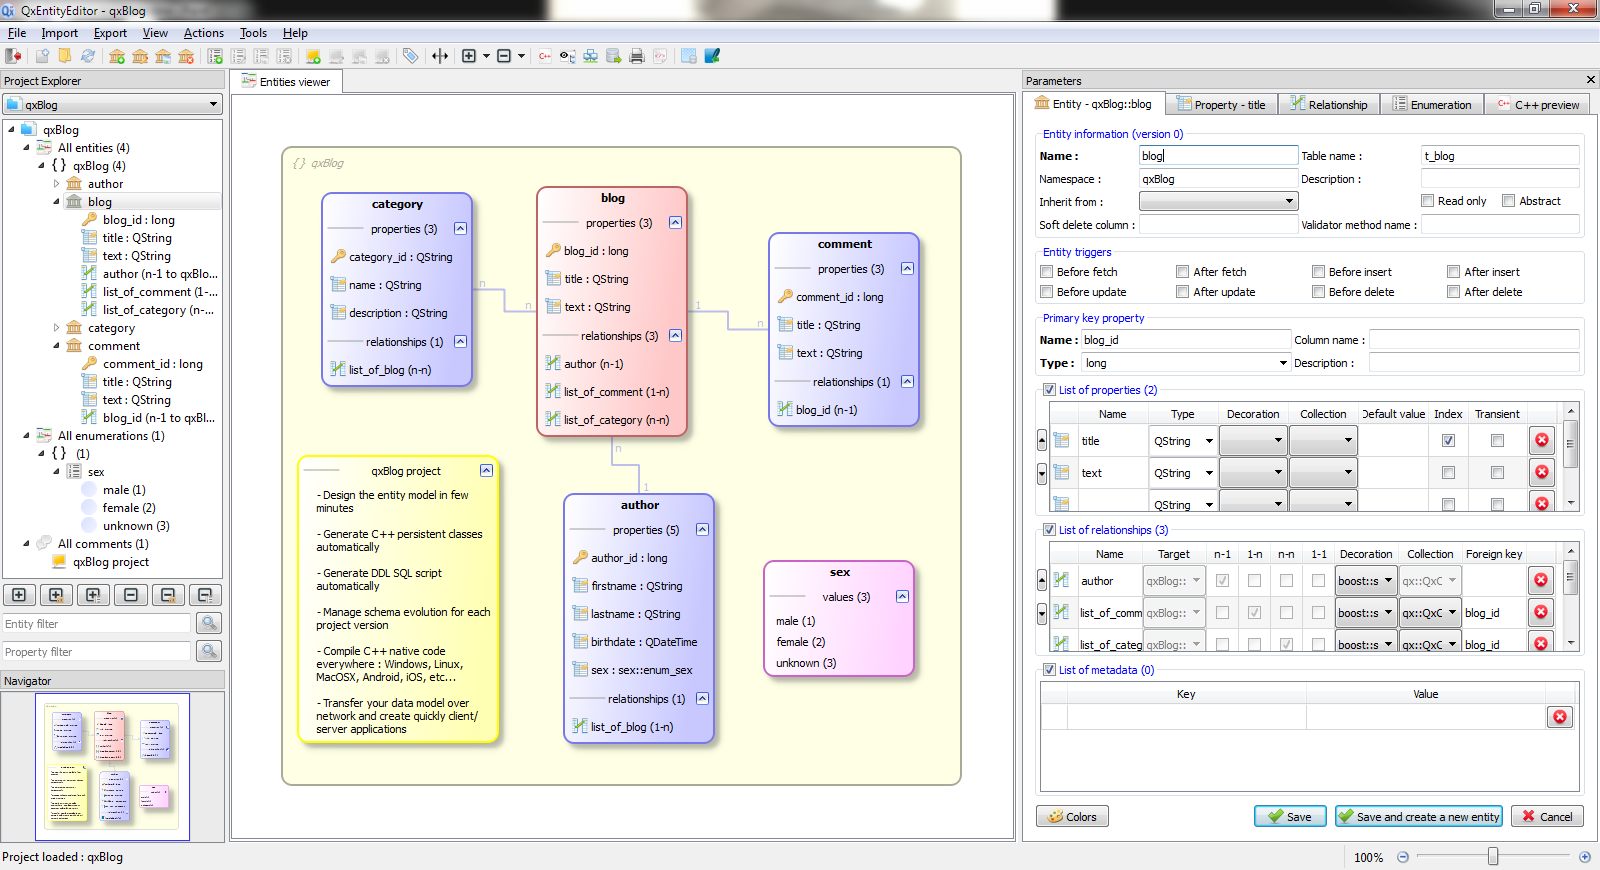 QxEntityEditor - qxBlog
File Import Export View Actions Tools Help
Project Explorer
qxBlog
qxBlog
All entities (4)
{ } qxBlog (4)
author
blog
blog_id : long
title : QString
text : QString
author (n-1 to qxBlo...
list_of_comment (1-...
list_of_category (n-...
category
comment
comment_id : long
title : QString
text : QString
blog_id (n-1 to qxBl...
All enumerations (1)
{ } (1)
sex
male (1)
female (2)
unknown (3)
All comments (1)
qxBlog project
Entity filter
Property filter
Navigator
Project loaded : qxBlog
Entities viewer
{} qxBlog
category
properties (3)
category_id : QString
name : QString
description : QString
relationships (1)
list_of_blog (n-n)
n
n
blog
properties (3)
blog_id : long
title : QString
text : QString
relationships (3)
author (n-1)
list_of_comment (1-n)
list_of_category (n-n)
1
n
comment
properties (3)
comment_id : long
title : QString
text : QString
relationships (1)
blog_id (n-1)
n
1
qxBlog project
- Design the entity model in few
minutes
- Generate C++ persistent classes
automatically
- Generate DDL SQL script
automatically
- Manage schema evolution for each
project version
- Compile C++ native code
everywhere : Windows, Linux,
MacOSX, Android, iOS, etc...
- Transfer your data model over
network and create quickly client/
server applications
author
properties (5)
author_id : long
firstname : QString
lastname : QString
birthdate : QDateTime
sex : sex::enum_sex
relationships (1)
list_of_blog (1-n)
sex
values (3)
male (1)
female (2)
unknown (3)
Parameters
Entity - qxBlog::blog Property - title Relationship Enumeration C++ C++ preview
Entity information (version 0)
Name : blog Table name : t_blog
Namespace : qxBlog Description :
Inherit from : Read only Abstract
Soft delete column : Validator method name :
Entity triggers
Before fetch After fetch Before insert After insert
Before update After update Before delete After delete
Primary key property
Name : blog_id Column name :
Type : long Description :
List of properties (2)
Name Type Decoration Collection Default value Index Transient
title QString
text QString
QString
List of relationships (3)
Name Target n-1 1-n n-n 1-1 Decoration Collection Foreign key
author qxBlog:: boost::s qx::QxC
list_of_comm qxBlog:: boost::s qx::QxC blog_id
list_of_categ qxBlog:: boost::s qx::QxC blog_id
List of metadata (0)
Key Value
Colors Save Save and create a new entity Cancel
100%